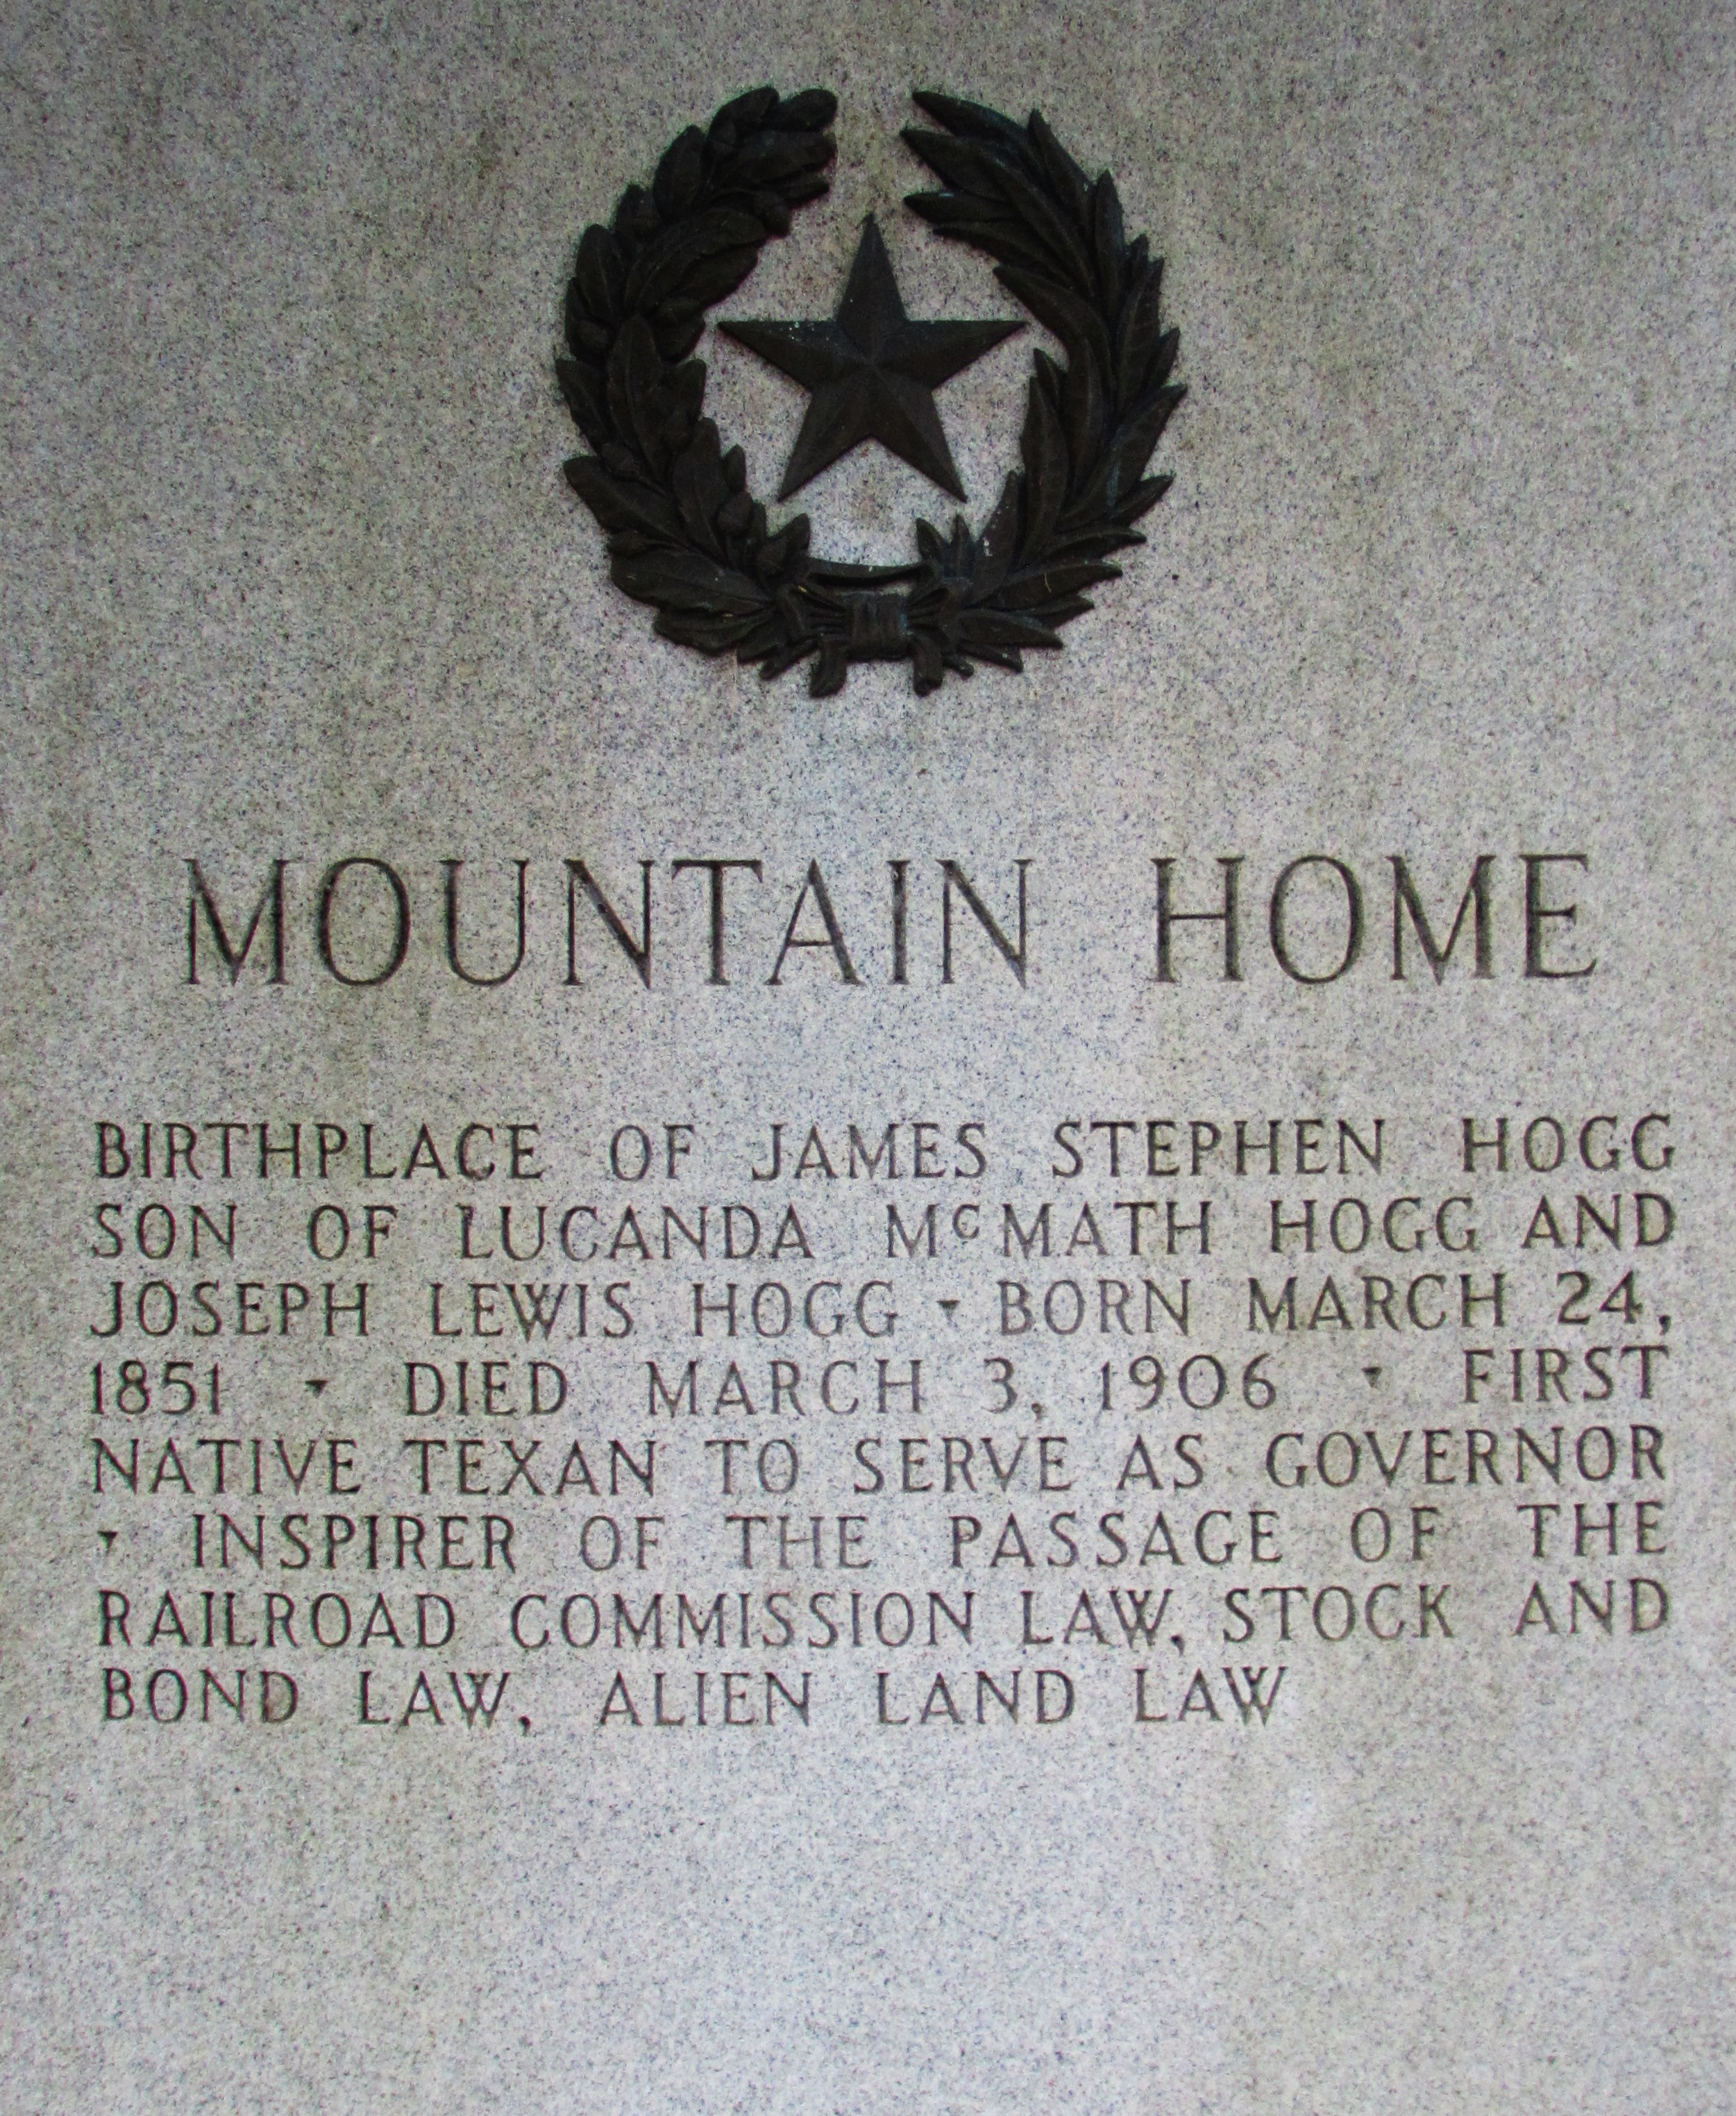 MOUNTAIN HOME
BIRTHPLACE OF JAMES STEPHEN HOGG
SON OF LUCANDA McMATH HOGG AND
JOSEPH LEWIS HOGG ▾ BORN MARCH 24,
1851 ▾ DIED MARCH 3, 1906 ▾ FIRST
NATIVE TEXAN TO SERVE AS GOVERNOR
▾ INSPIRER OF THE PASSAGE OF THE
RAILROAD COMMISSION LAW, STOCK AND
BOND LAW, ALIEN LAND LAW